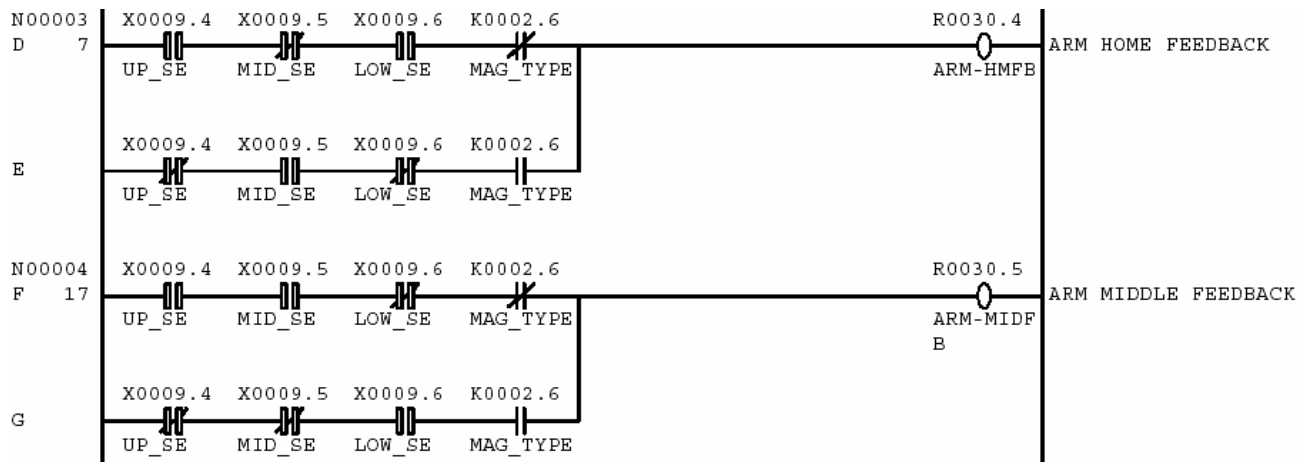 N00003 X0009.4 X0009.5 X0009.6 K0002.6 R0030.4
D 7 ARM HOME FEEDBACK
UP_SE MID_SE LOW_SE MAG_TYPE ARM-HMFB
X0009.4 X0009.5 X0009.6 K0002.6
E
UP_SE MID_SE LOW_SE MAG_TYPE
N00004 X0009.4 X0009.5 X0009.6 K0002.6 R0030.5
F 17 ARM MIDDLE FEEDBACK
UP_SE MID_SE LOW_SE MAG_TYPE ARM-MIDF
B
X0009.4 X0009.5 X0009.6 K0002.6
G
UP_SE MID_SE LOW_SE MAG_TYPE